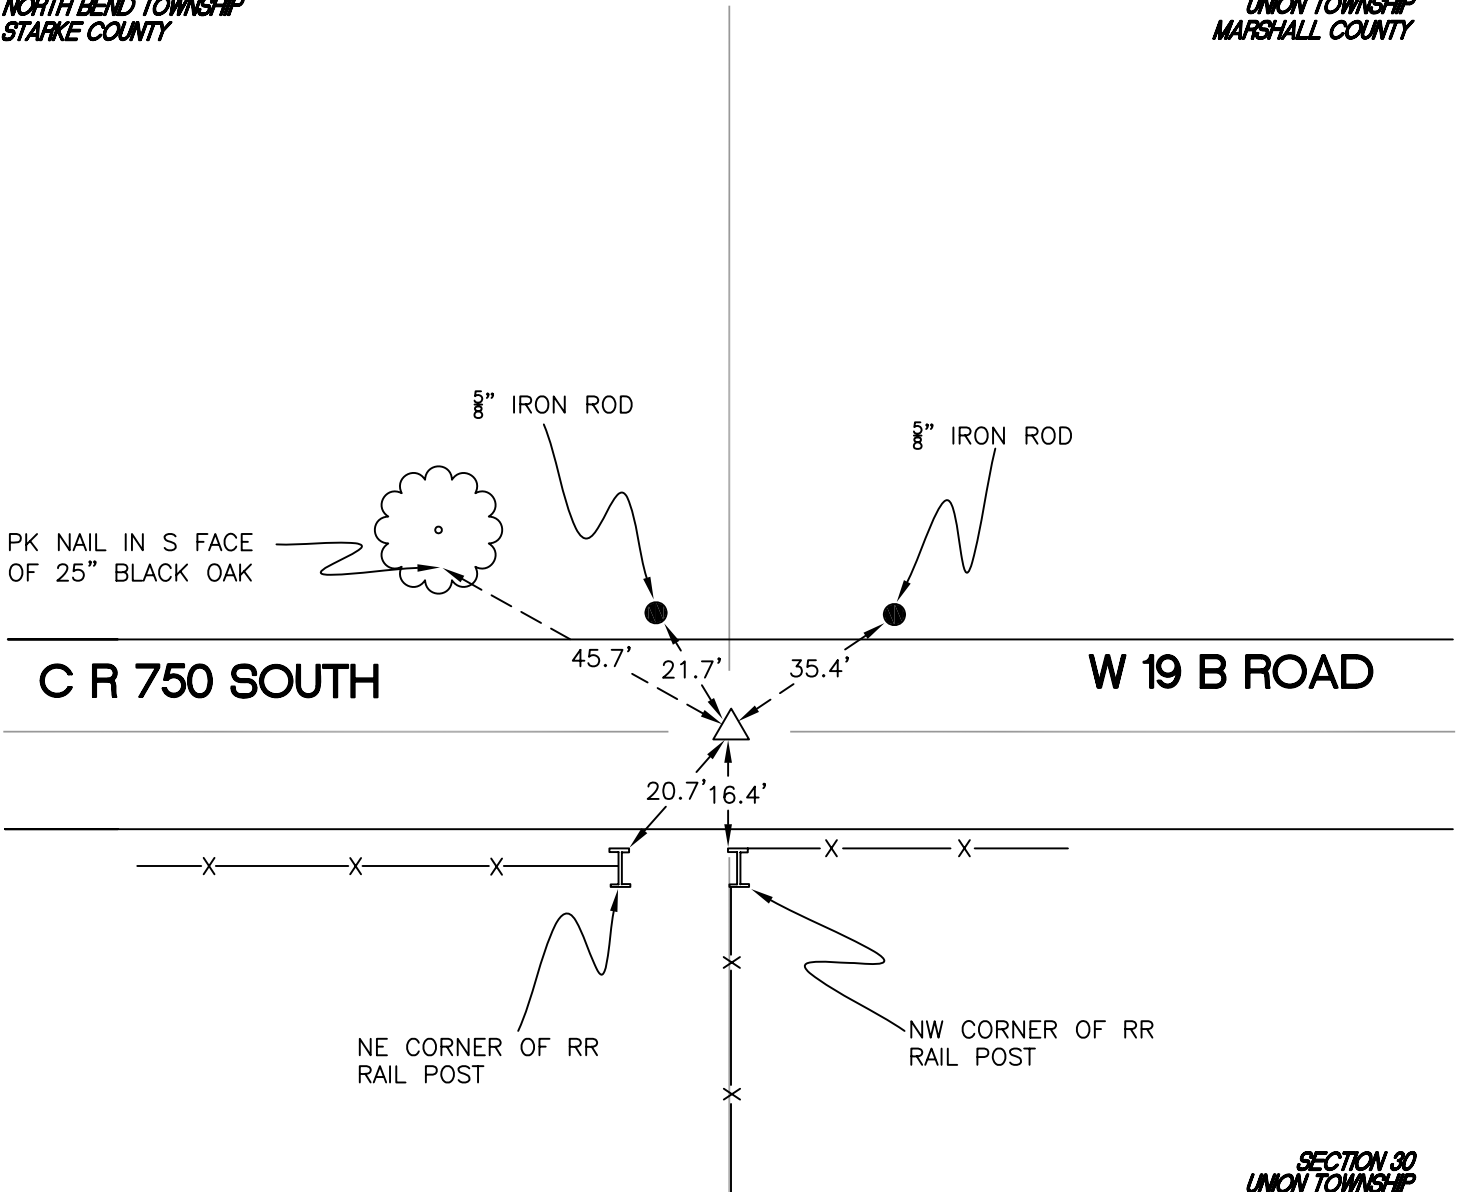 NORTH BEND TOWNSHIP
STARKE COUNTY
UNION TOWNSHIP
MARSHALL COUNTY
5/8" IRON ROD
5/8" IRON ROD
PK NAIL IN S FACE
OF 25" BLACK OAK
45.7'
21.7'
35.4'
C R 750 SOUTH
W 19 B ROAD
20.7'
16.4'
X
X
X
X
X
X
X
NE CORNER OF RR
RAIL POST
NW CORNER OF RR
RAIL POST
SECTION 30
UNION TOWNSHIP